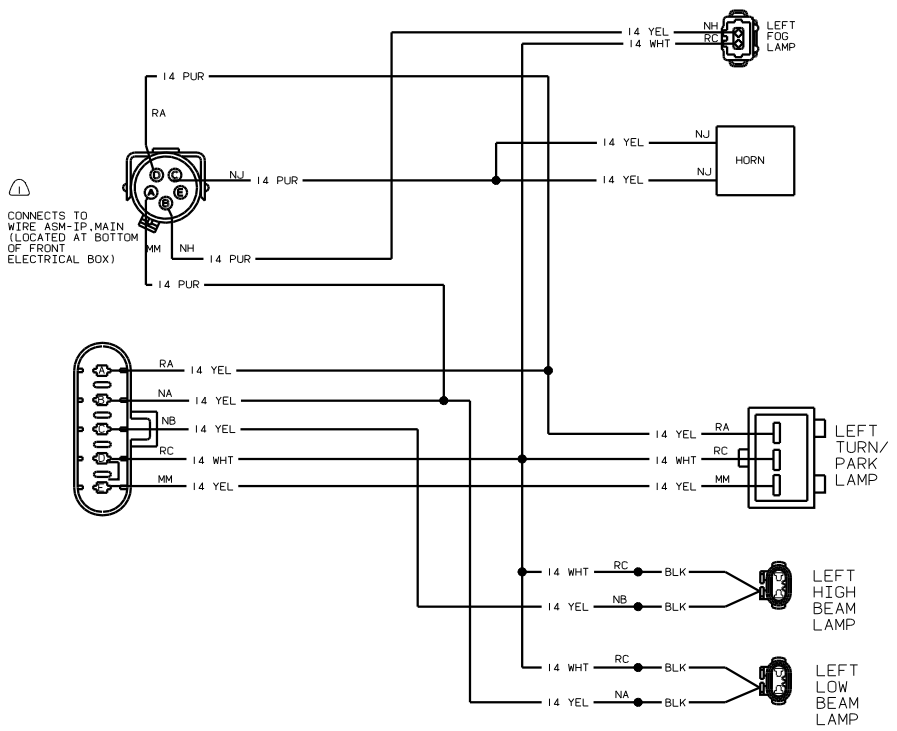 14 YEL NH LEFT
14 WHT RC FOG
LAMP
14 PUR
RA
14 YEL NJ
HORN
D C NJ 14 PUR 14 YEL NJ
A E
B
1
CONNECTS TO
WIRE ASM-IP,MAIN
(LOCATED AT BOTTOM
OF FRONT
ELECTRICAL BOX)
MM NH
14 PUR
14 PUR
A RA 14 YEL
B NA 14 YEL
C NB 14 YEL
14 YEL RA
D RC 14 WHT 14 WHT RC
E MM 14 YEL 14 YEL MM
LEFT
TURN/
PARK
LAMP
14 WHT RC BLK
14 YEL NB BLK
LEFT
HIGH
BEAM
LAMP
14 WHT RC BLK
14 YEL NA BLK
LEFT
LOW
BEAM
LAMP